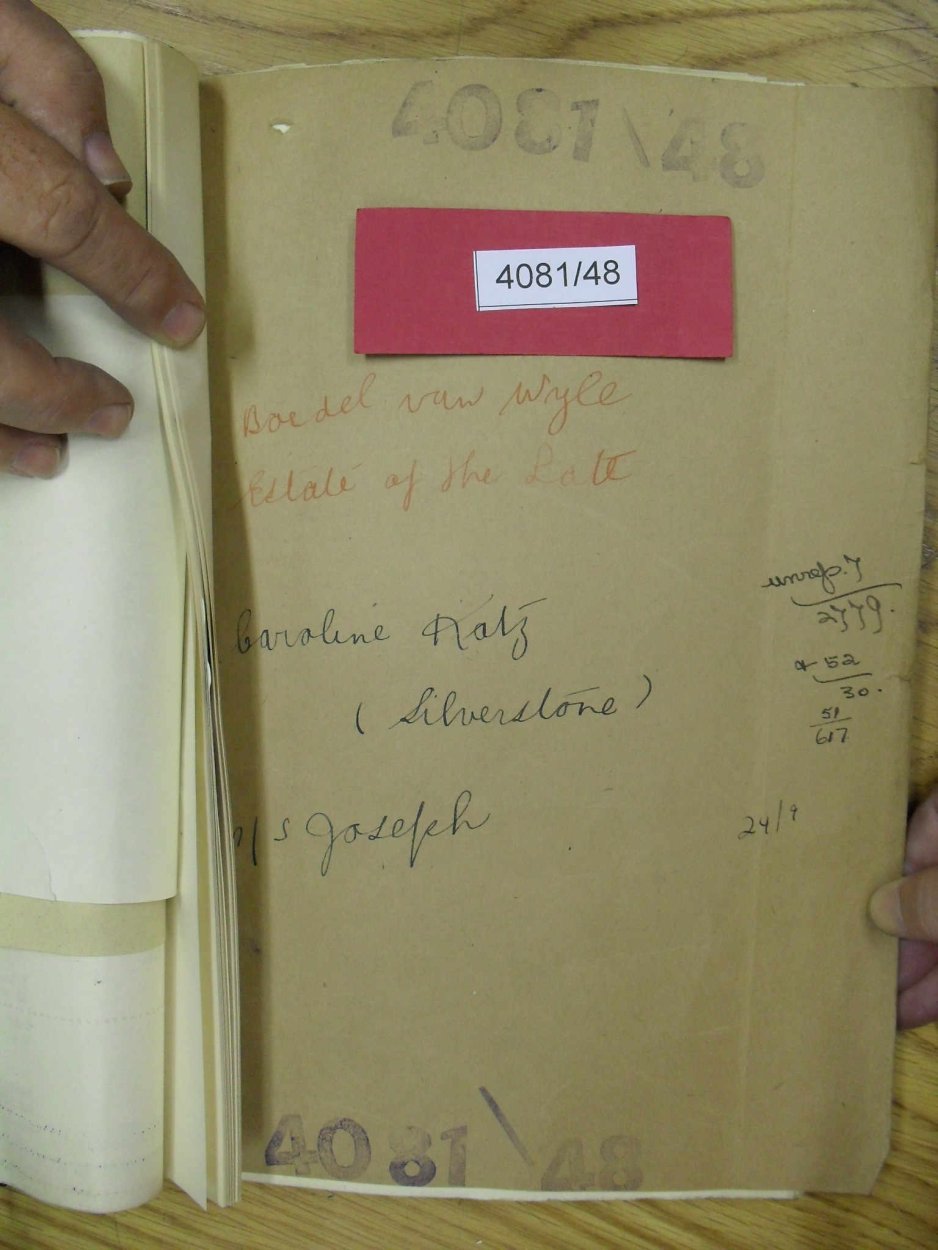 4081/48
4081/48
Boedel van Wyle
Estate of the Late
Caroline Katz
(Silverstone)
s/s Joseph
2779.
52
30.
51
617
24/9
4081/48